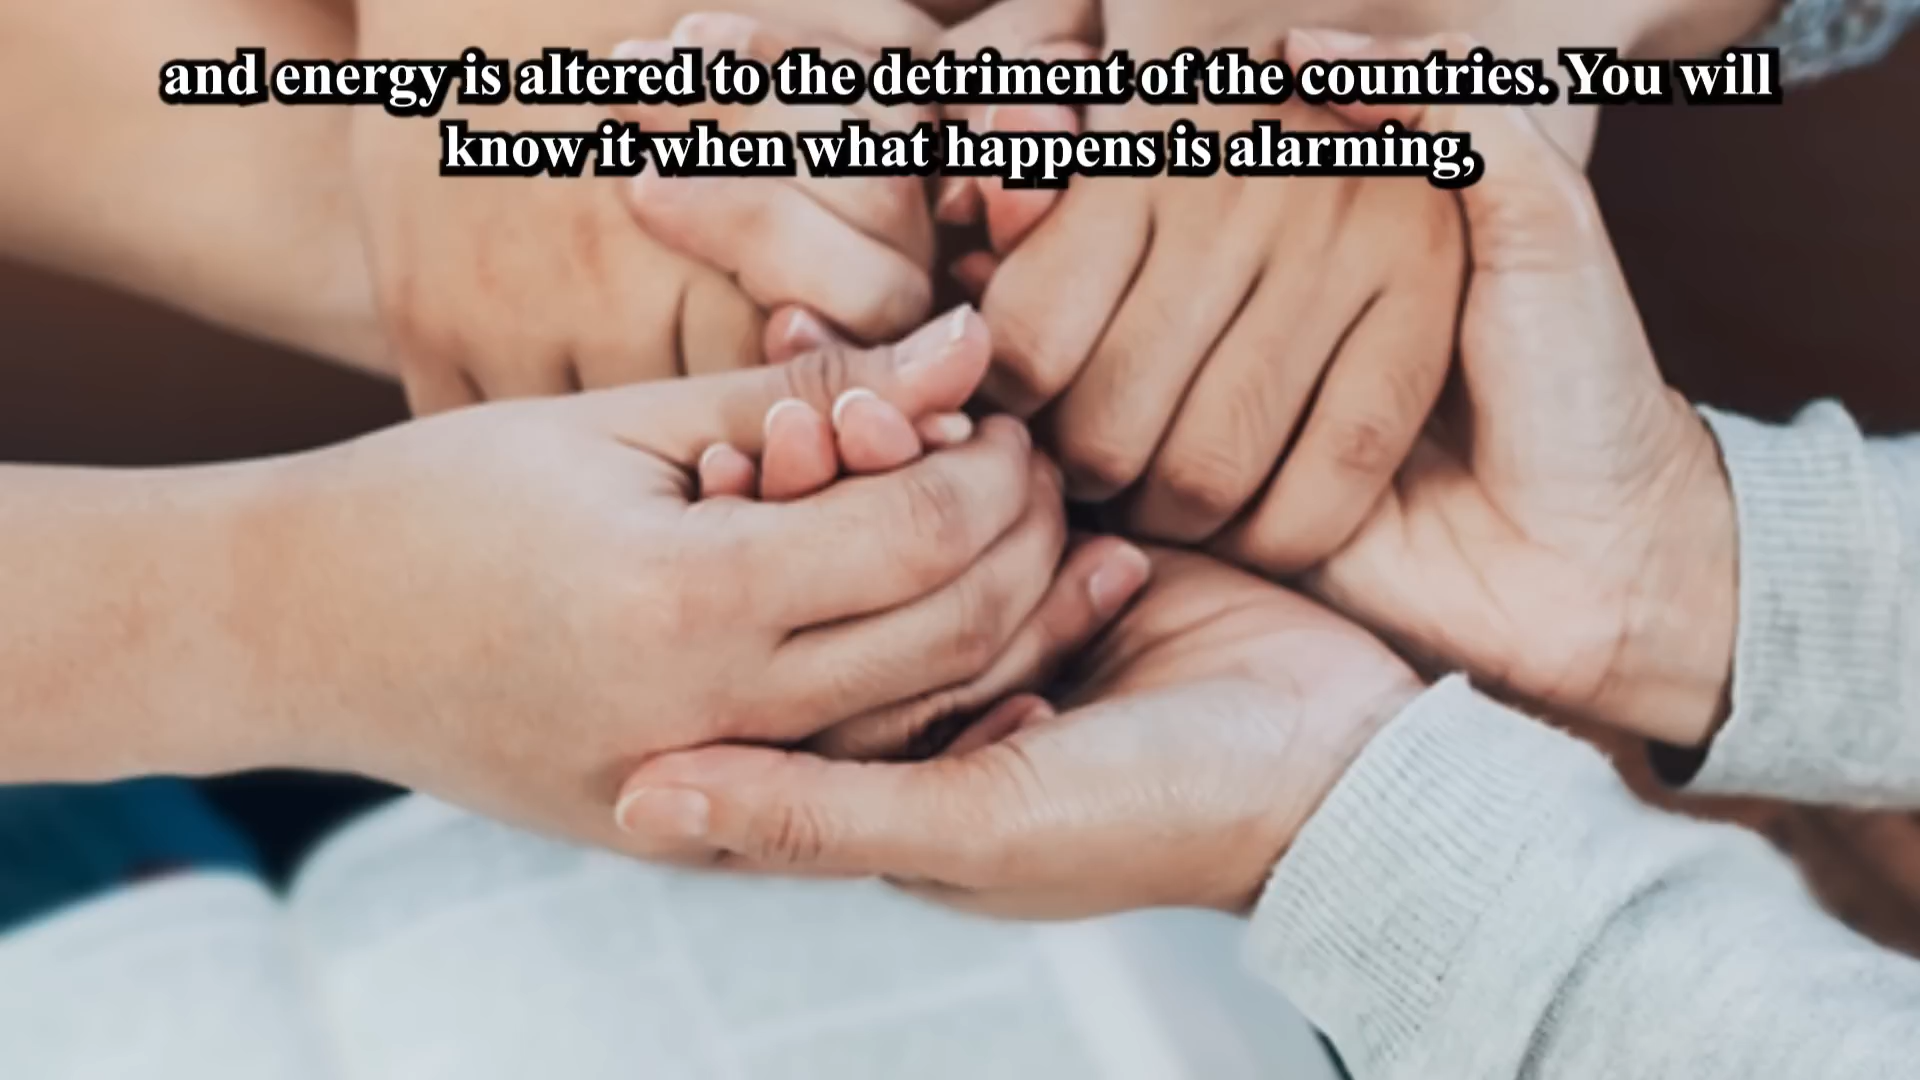 and energy is altered to the detriment of the countries. You will
know it when what happens is alarming,